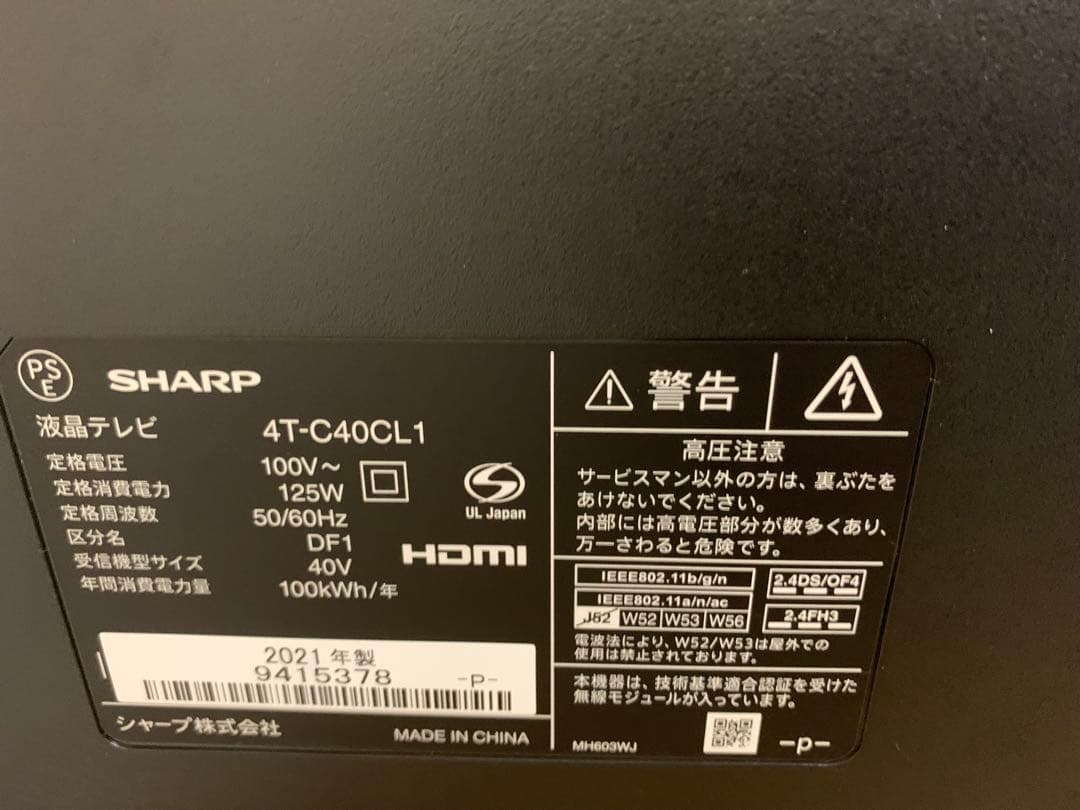 PS
E
SHARP
液晶テレビ 4T-C40CL1
定格電圧 100V～
定格消費電力 125W
定格周波数 50/60Hz
区分名 DF1
受信機型サイズ 40V
年間消費電力量 100kWh/年
UL Japan
HDMI
2021 年製
9415378 -P-
シャープ株式会社 MADE IN CHINA
警告
高圧注意
サービスマン以外の方は、裏ぶたを
あけないでください。
内部には高電圧部分が数多くあり、
万一さわると危険です。
IEEE802.11b/g/n 2.4DS/OF4
IEEE802.11a/n/ac 2.4FH3
J52 W52 W53 W56
電波法により、W52/W53は屋外での
使用は禁止されております。
本機器は、技術基準適合認証を受けた
無線モジュールが入っています。
MH603WJ -P-